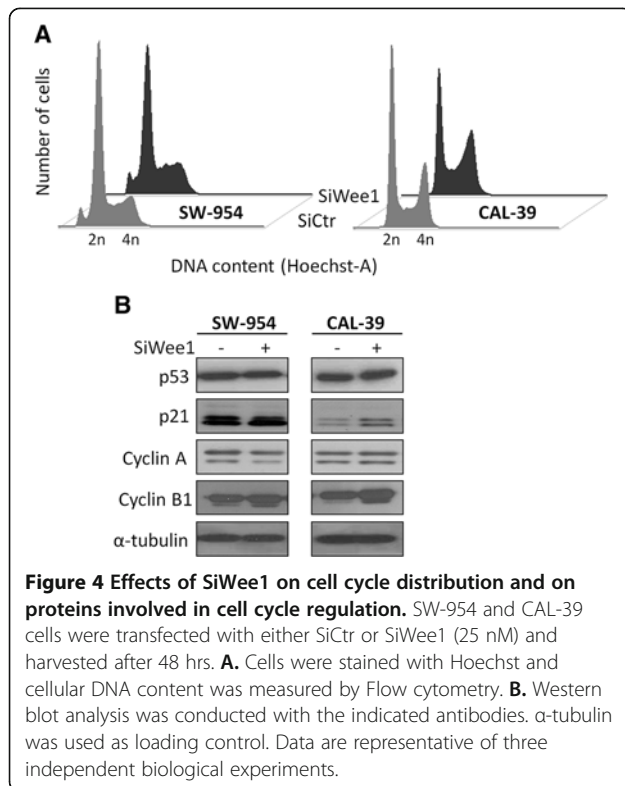 A
Number of cells
SiWee1
SW-954 SiCtr CAL-39
2n 4n 2n 4n
DNA content (Hoechst-A)
B
SW-954 CAL-39
SiWee1 - + - +
p53
p21
Cyclin A
Cyclin B1
α-tubulin
Figure 4 Effects of SiWee1 on cell cycle distribution and on
proteins involved in cell cycle regulation. SW-954 and CAL-39
cells were transfected with either SiCtr or SiWee1 (25 nM) and
harvested after 48 hrs. A. Cells were stained with Hoechst and
cellular DNA content was measured by Flow cytometry. B. Western
blot analysis was conducted with the indicated antibodies. α-tubulin
was used as loading control. Data are representative of three
independent biological experiments.